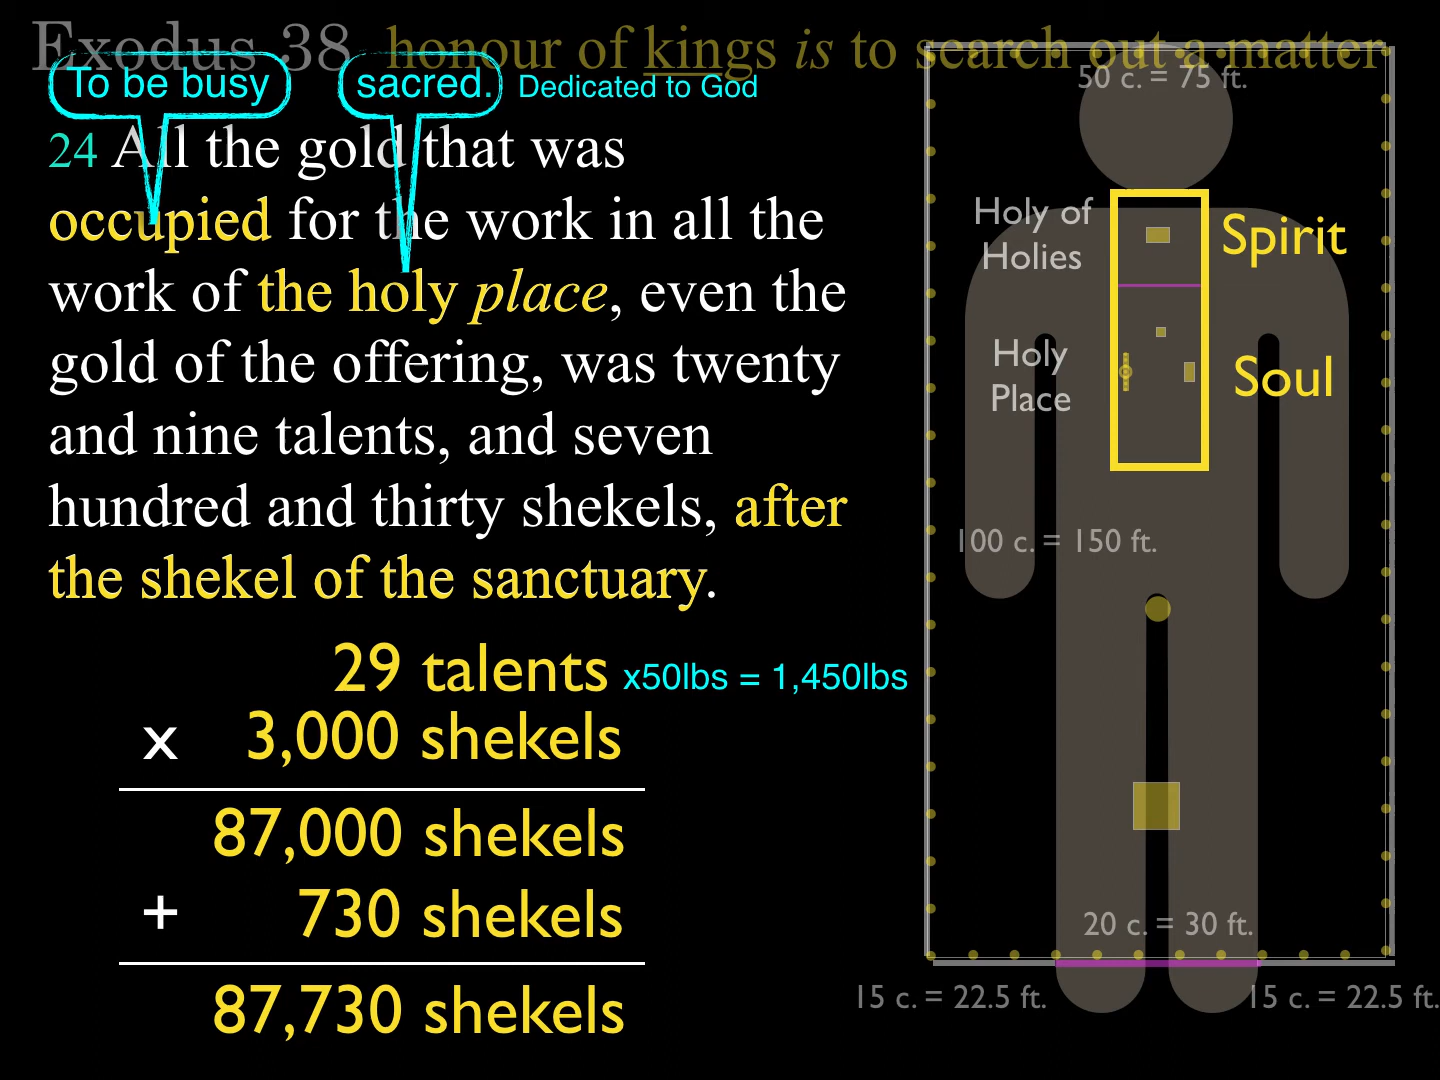 Exodus 38 honour of kings is to search out a matter
To be busy
sacred. Dedicated to God
24 All the gold that was
occupied for the work in all the
work of the holy place, even the
gold of the offering, was twenty
and nine talents, and seven
hundred and thirty shekels, after
the shekel of the sanctuary.
29 talents x50lbs = 1,450lbs
x 3,000 shekels
87,000 shekels
+ 730 shekels
87,730 shekels
50 c. = 75 ft.
Holy of
Holies
Spirit
Holy
Place
Soul
100 c. = 150 ft.
20 c. = 30 ft.
15 c. = 22.5 ft.
15 c. = 22.5 ft.